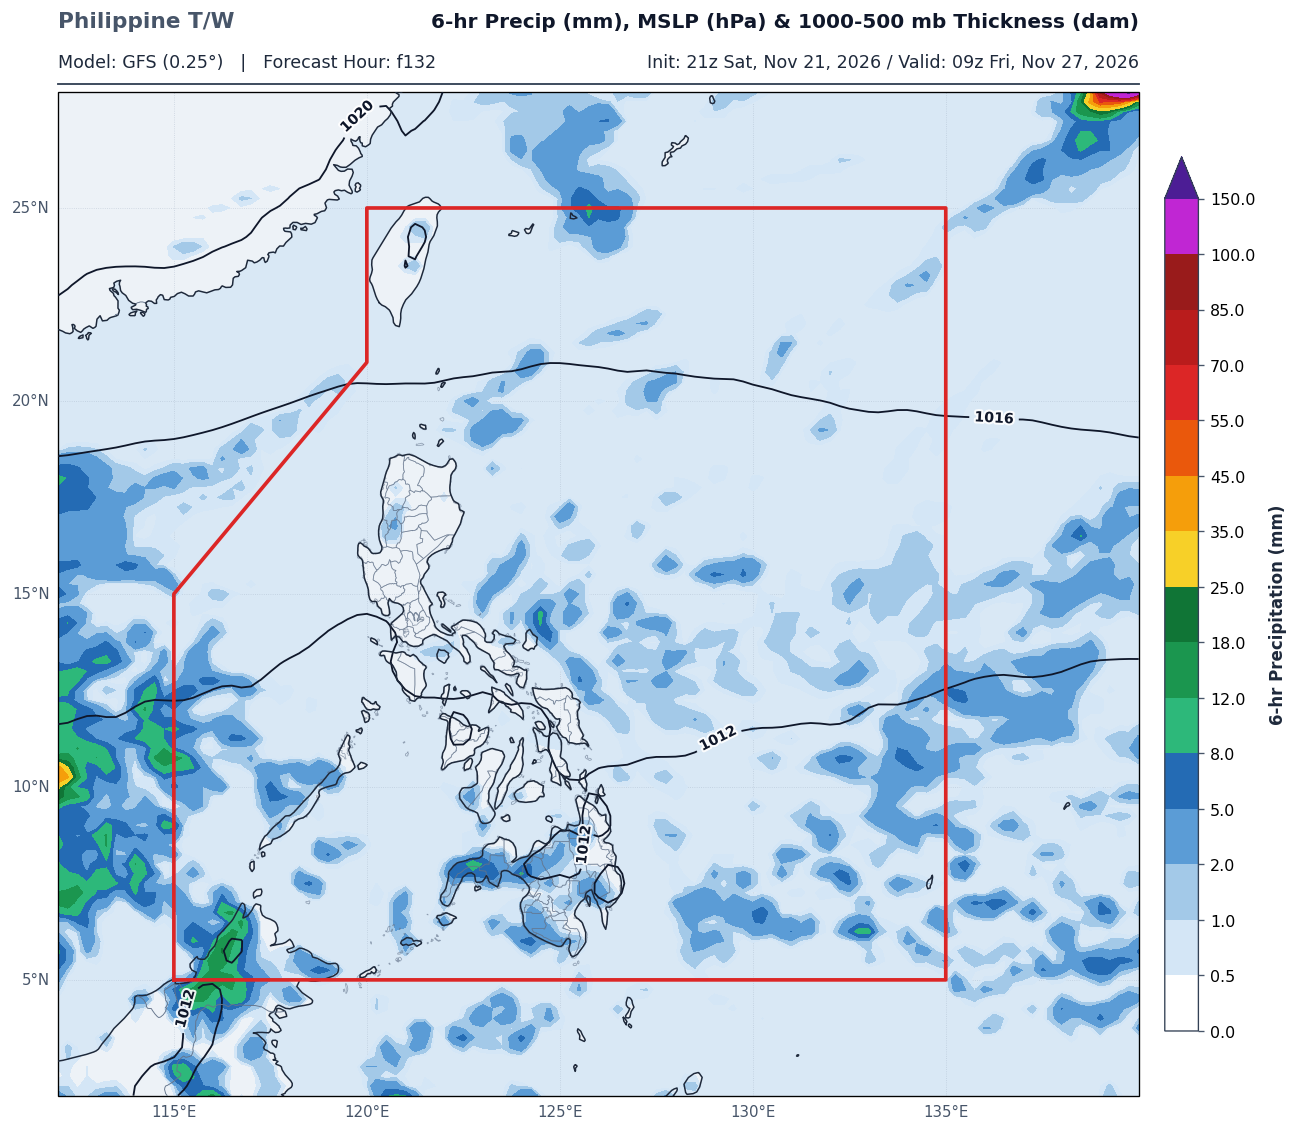 Philippine T/W
6-hr Precip (mm), MSLP (hPa) & 1000-500 mb Thickness (dam)
Model: GFS (0.25°) | Forecast Hour: f132
Init: 21z Sat, Nov 21, 2026 / Valid: 09z Fri, Nov 27, 2026
1020
1016
1012
1012
1012
25°N
20°N
15°N
10°N
5°N
115°E
120°E
125°E
130°E
135°E
150.0
100.0
85.0
70.0
55.0
45.0
35.0
25.0
18.0
12.0
8.0
5.0
2.0
1.0
0.5
0.0
6-hr Precipitation (mm)